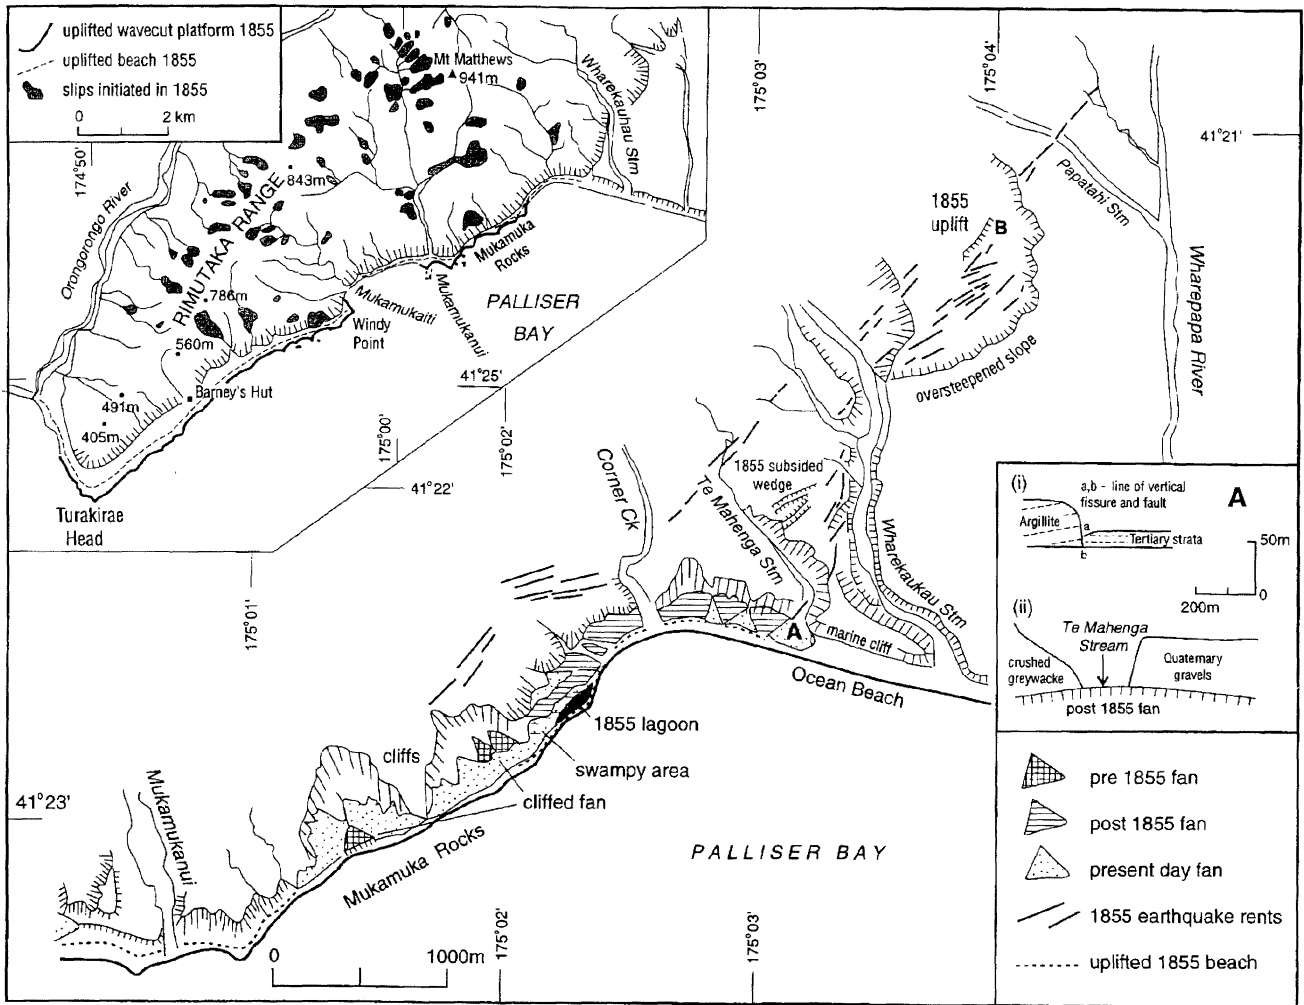 uplifted wavecut platform 1855
uplifted beach 1855
slips initiated in 1855
0 2 km
174°50'
Orongorongo River
RIMUTAKA RANGE
Mt Matthews
941m
Wharekauhau Stm
843m
786m
560m
491m
405m
Barney's Hut
Windy
Point
Mukamukaiti
Mukamukanui
Mukamuka
Rocks
PALLISER
BAY
41°25'
175°00'
175°02'
41°22'
Turakirae
Head
175°03'
175°04'
41°21'
Papatahi Stm
1855
uplift
B
Wharepapa River
oversteepened slope
1855 subsided
wedge
Te Mahenga Stm
Corner Ck
Wharekaukau Stm
A
marine cliff
Ocean Beach
175°01'
1855 lagoon
swampy area
cliffed fan
cliffs
41°23'
Mukamukanui
Mukamuka Rocks
PALLISER BAY
0 1000m
175°02'
175°03'
(i)
a,b - line of vertical
fissure and fault
A
Argillite
a
Tertiary strata
b
50m
0
200m
(ii)
Te Mahenga
Stream
crushed
greywacke
Quaternary
gravels
post 1855 fan
pre 1855 fan
post 1855 fan
present day fan
1855 earthquake rents
uplifted 1855 beach